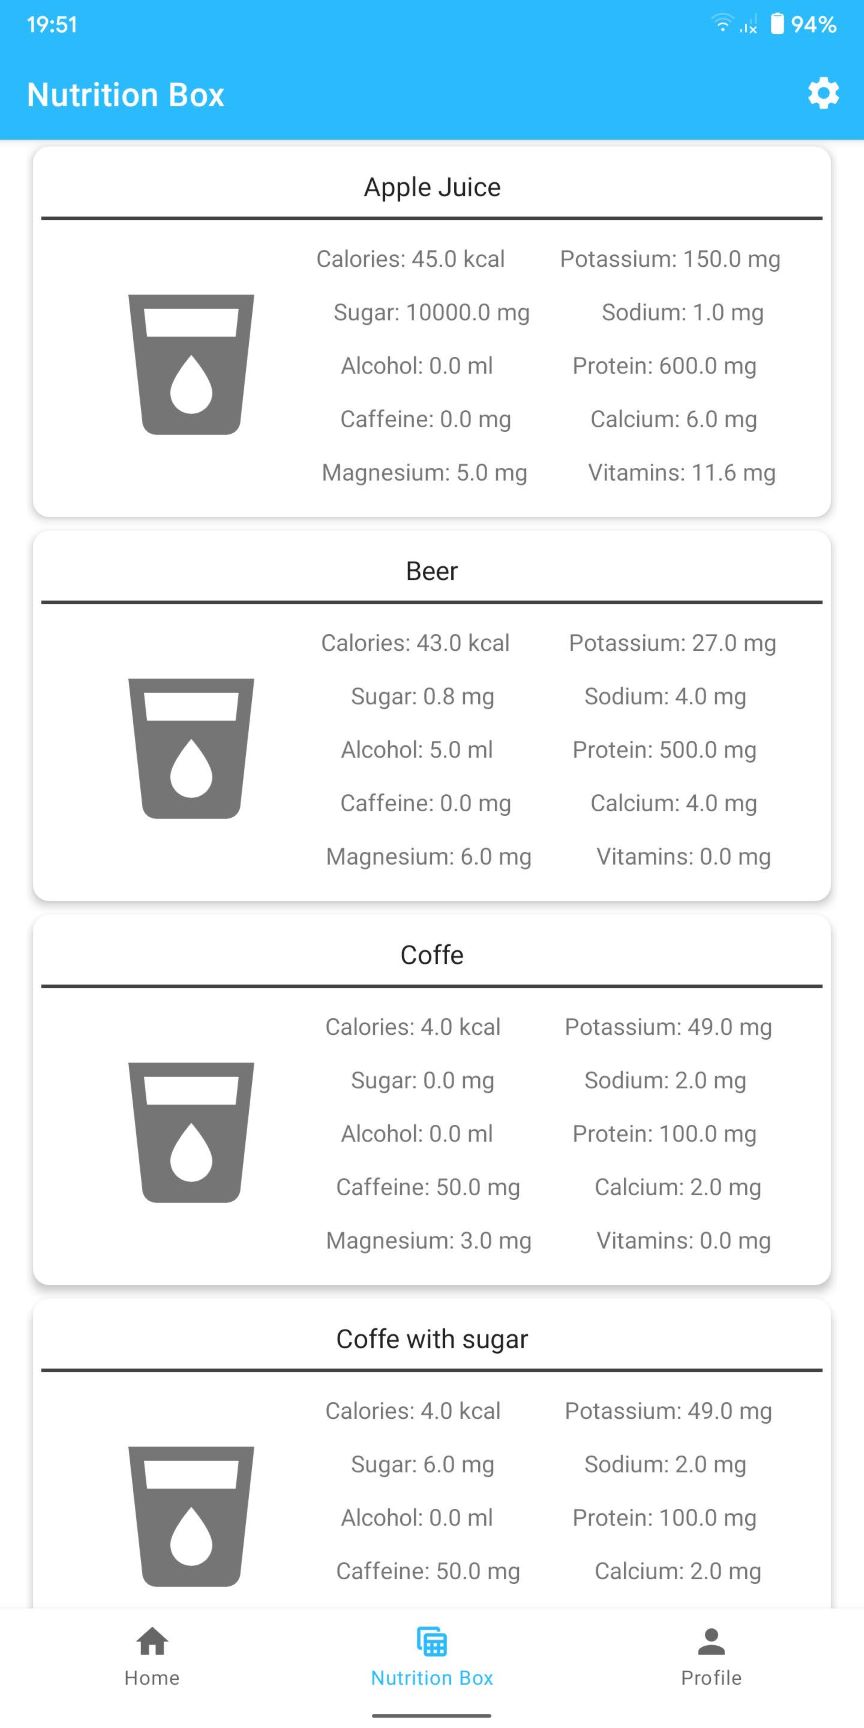 19:51 94%
Nutrition Box
Apple Juice
Calories: 45.0 kcal Potassium: 150.0 mg
Sugar: 10000.0 mg Sodium: 1.0 mg
Alcohol: 0.0 ml Protein: 600.0 mg
Caffeine: 0.0 mg Calcium: 6.0 mg
Magnesium: 5.0 mg Vitamins: 11.6 mg
Beer
Calories: 43.0 kcal Potassium: 27.0 mg
Sugar: 0.8 mg Sodium: 4.0 mg
Alcohol: 5.0 ml Protein: 500.0 mg
Caffeine: 0.0 mg Calcium: 4.0 mg
Magnesium: 6.0 mg Vitamins: 0.0 mg
Coffe
Calories: 4.0 kcal Potassium: 49.0 mg
Sugar: 0.0 mg Sodium: 2.0 mg
Alcohol: 0.0 ml Protein: 100.0 mg
Caffeine: 50.0 mg Calcium: 2.0 mg
Magnesium: 3.0 mg Vitamins: 0.0 mg
Coffe with sugar
Calories: 4.0 kcal Potassium: 49.0 mg
Sugar: 6.0 mg Sodium: 2.0 mg
Alcohol: 0.0 ml Protein: 100.0 mg
Caffeine: 50.0 mg Calcium: 2.0 mg
Home Nutrition Box Profile